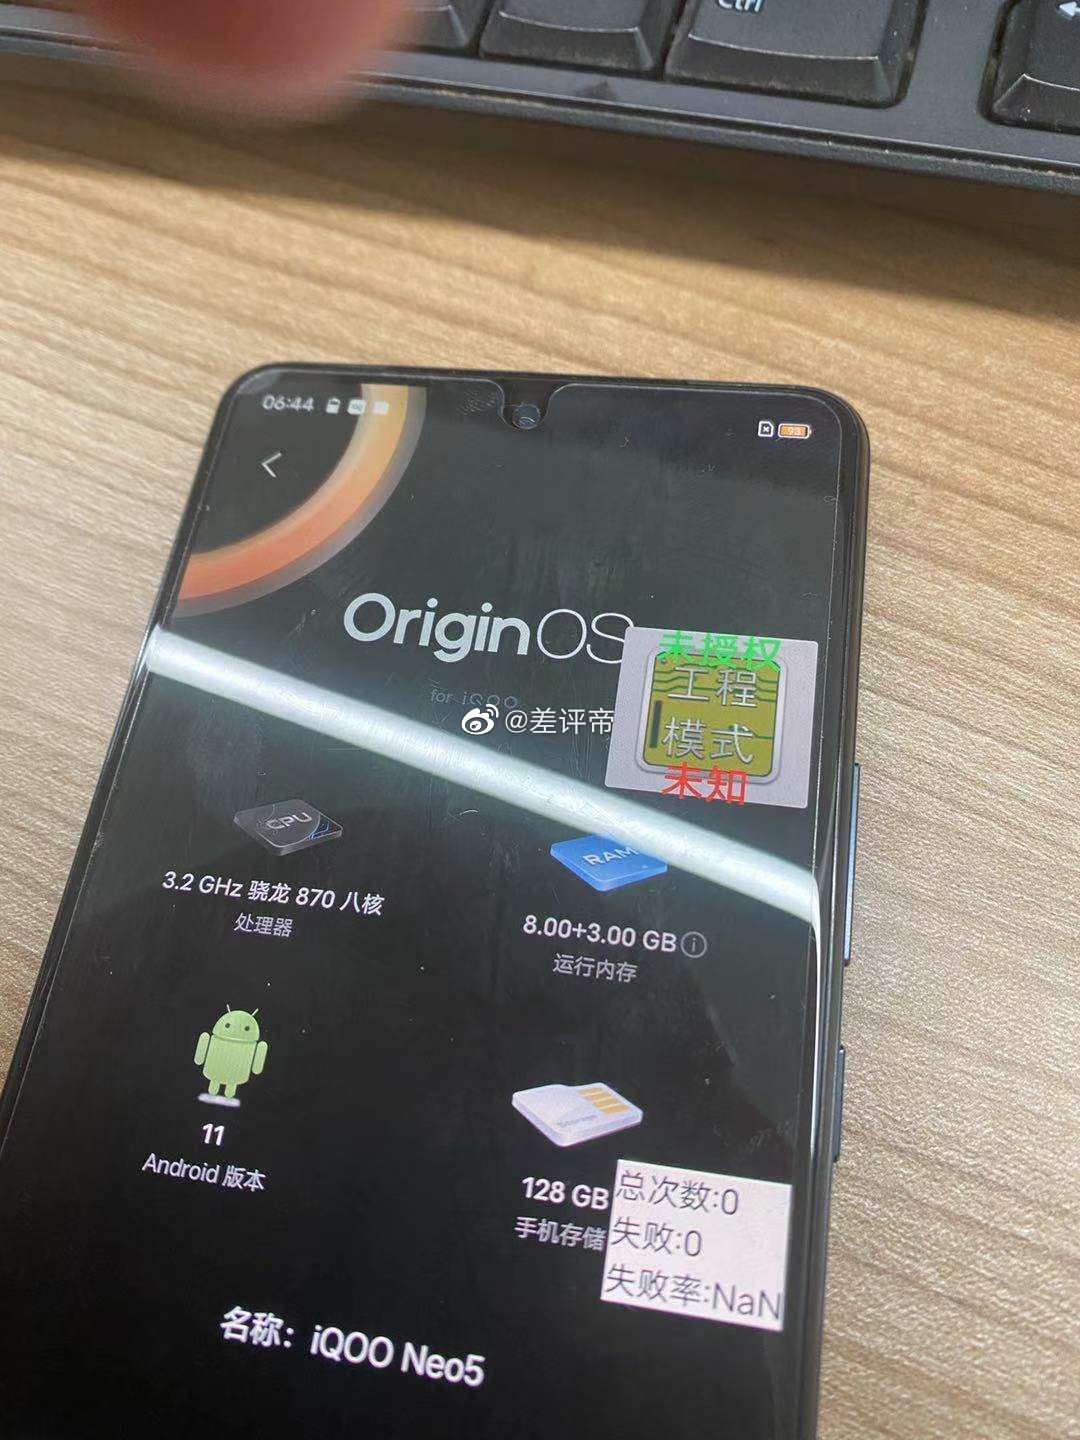 Ctrl
06:44
93
OriginOS
for iQOO
未授权
工程
模式
未知
@差评帝
CPU
RAM
3.2 GHz 骁龙 870 八核
处理器
8.00+3.00 GB
运行内存
11
Android 版本
128 GB
手机存储
总次数:0
失败:0
失败率:NaN
名称：iQOO Neo5